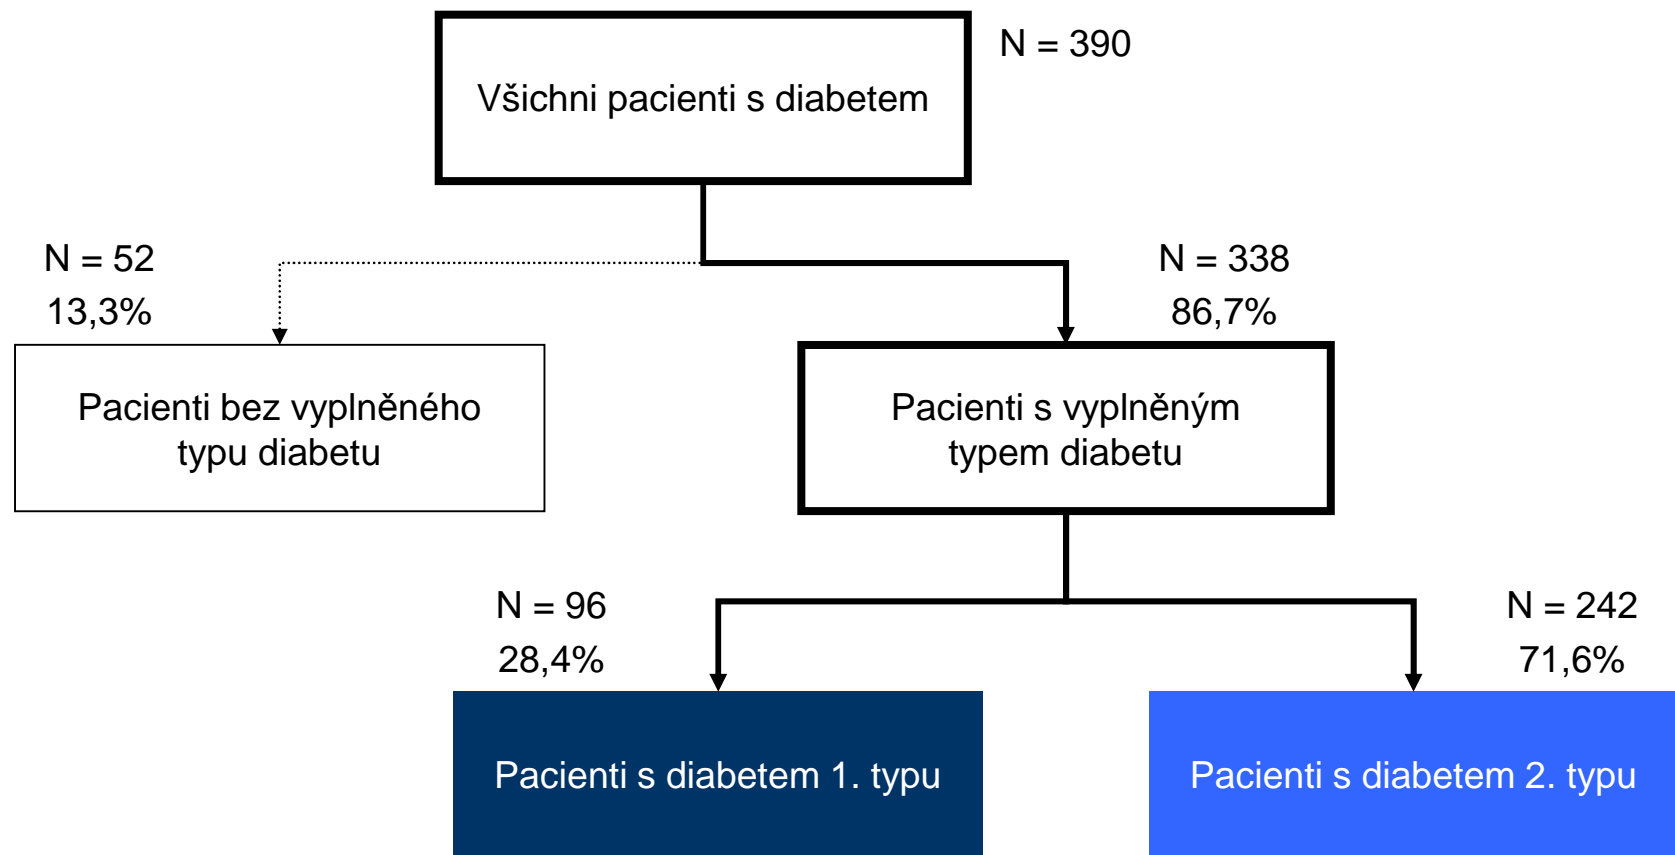 Všichni pacienti s diabetem
N = 390
N = 52
13,3%
N = 338
86,7%
Pacienti bez vyplněného
typu diabetu
Pacienti s vyplněným
typem diabetu
N = 96
28,4%
N = 242
71,6%
Pacienti s diabetem 1. typu
Pacienti s diabetem 2. typu